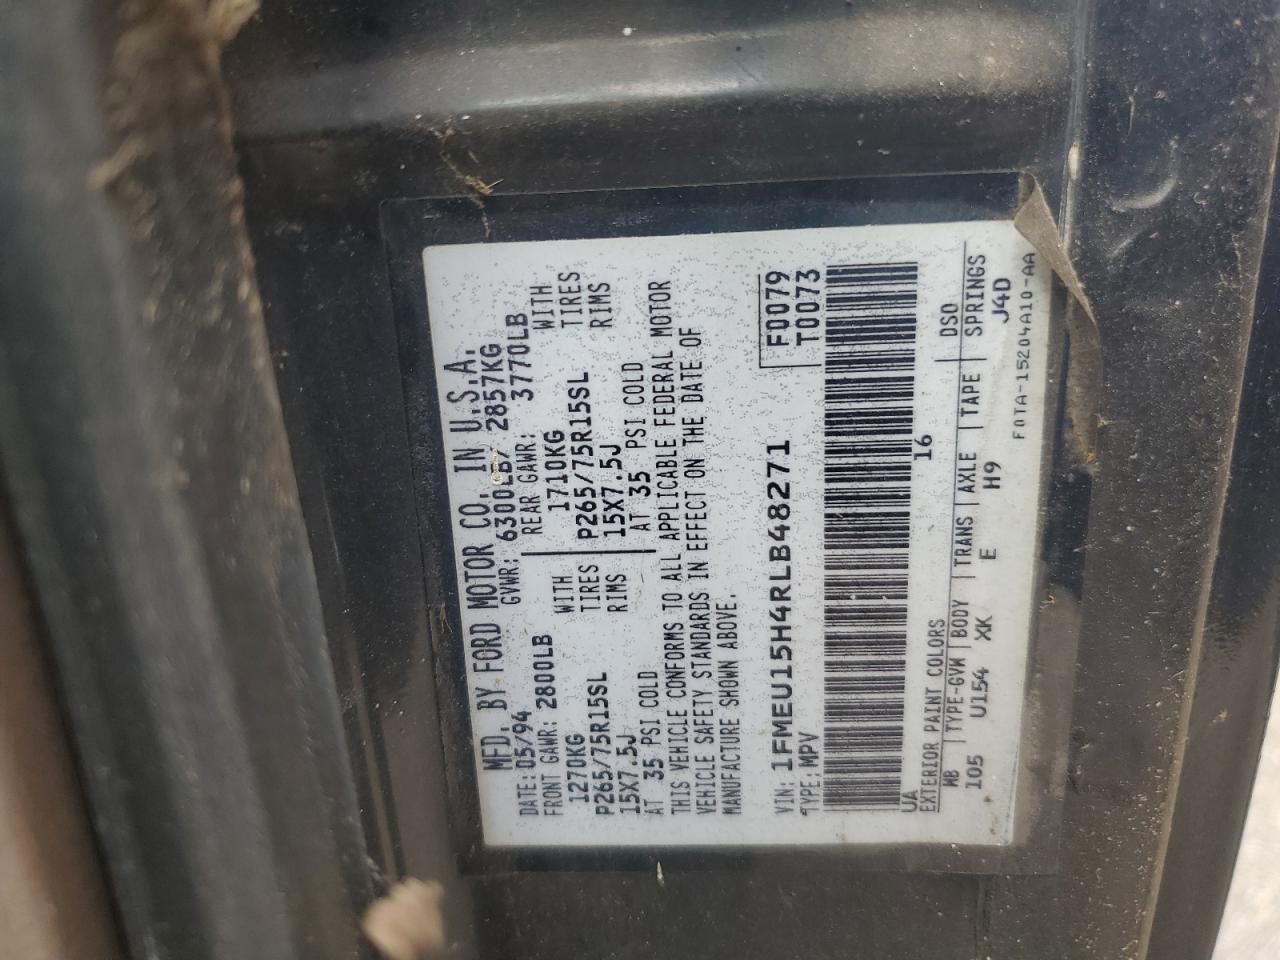 MFD. BY FORD MOTOR CO. IN U.S.A.
DATE: 05/94 GVWR: 6300LB/ 2857KG
FRONT GAWR: 2800LB REAR GAWR: 3770LB
1270KG WITH 1710KG WITH
P265/75R15SL TIRES P265/75R15SL TIRES
15X7.5J RIMS 15X7.5J RIMS
AT 35 PSI COLD AT 35 PSI COLD
THIS VEHICLE CONFORMS TO ALL APPLICABLE FEDERAL MOTOR
VEHICLE SAFETY STANDARDS IN EFFECT ON THE DATE OF
MANUFACTURE SHOWN ABOVE.
VIN: 1FMEU15H4RLB48271 F0079
TYPE: MPV T0073
UA 16
EXTERIOR PAINT COLORS DSO
WB TYPE-GVW BODY TRANS AXLE TAPE SPRINGS
105 U154 XK E H9 J4D
F0TA-15204A10-AA